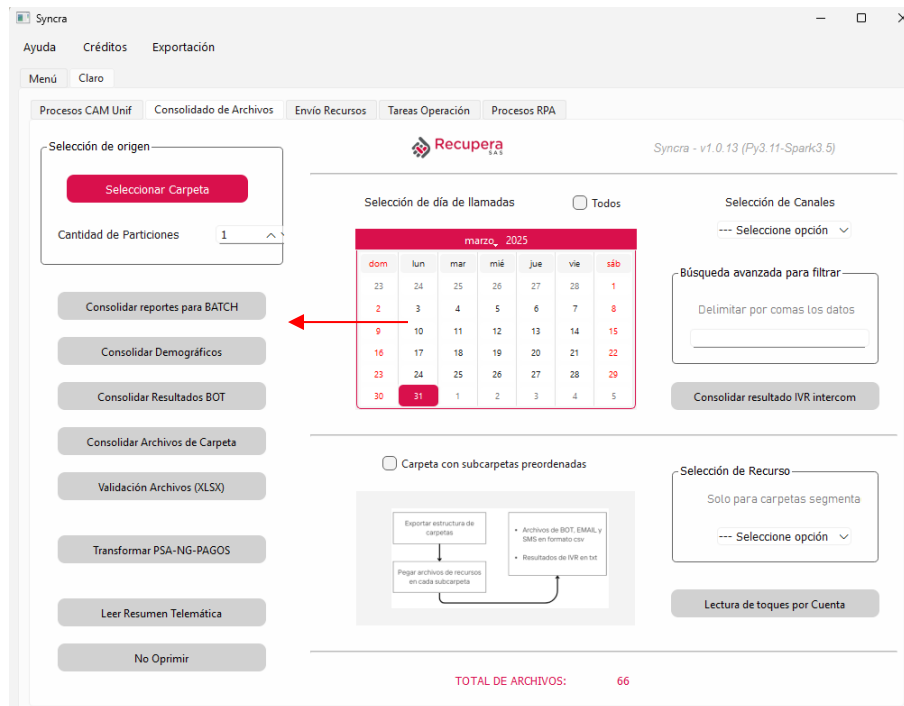 Syncra
Ayuda Créditos Exportación
Menú Claro
Procesos CAM Unif Consolidado de Archivos Envío Recursos Tareas Operación Procesos RPA
Selección de origen
Seleccionar Carpeta
Cantidad de Particiones 1
Consolidar reportes para BATCH
Consolidar Demográficos
Consolidar Resultados BOT
Consolidar Archivos de Carpeta
Validación Archivos (XLSX)
Transformar PSA-NG-PAGOS
Leer Resumen Telemática
No Oprimir
Recupera
S.A.S
Syncra - v1.0.13 (Py3.11-Spark3.5)
Selección de día de llamadas Todos
marzo, 2025
dom lun mar mié jue vie sáb
23 24 25 26 27 28 1
2 3 4 5 6 7 8
9 10 11 12 13 14 15
16 17 18 19 20 21 22
23 24 25 26 27 28 29
30 31 1 2 3 4 5
Selección de Canales
--- Seleccione opción
Búsqueda avanzada para filtrar
Delimitar por comas los datos
Consolidar resultado IVR intercom
Carpeta con subcarpetas preordenadas
Exportar estructura de
carpetas
Pegar archivos de recursos
en cada subcarpeta
• Archivos de BOT, EMAIL y
SMS en formato csv
• Resultados de IVR en txt
Selección de Recurso
Solo para carpetas segmenta
--- Seleccione opción
Lectura de toques por Cuenta
TOTAL DE ARCHIVOS: 66